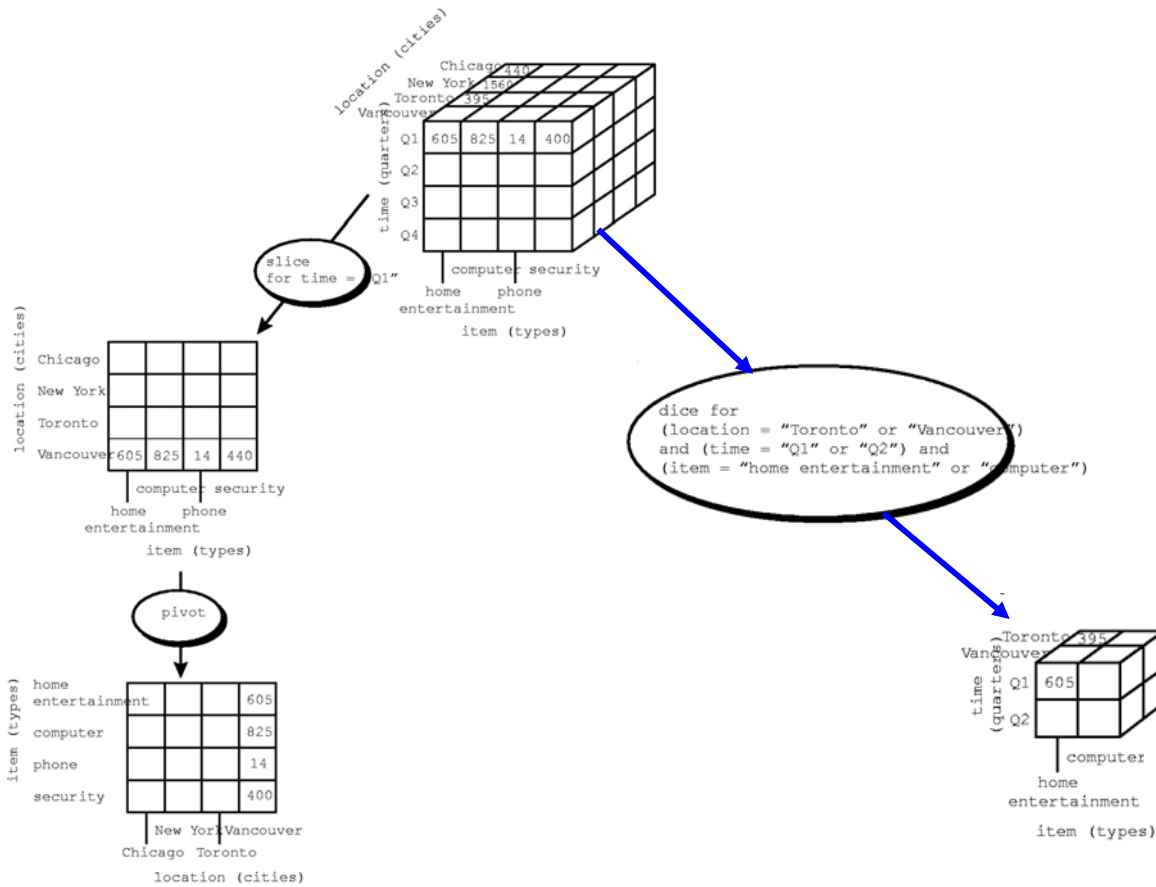 location (cities)
Chicago 440
New York 1560
Toronto 395
Vancouver
time (quarters)
Q1 605 825 14 400
Q2
Q3
Q4
computer security
home phone
entertainment
item (types)
slice
for time = "Q1"
location (cities)
Chicago
New York
Toronto
Vancouver 605 825 14 440
computer security
home phone
entertainment
item (types)
pivot
item (types)
home
entertainment 605
computer 825
phone 14
security 400
New York Vancouver
Chicago Toronto
location (cities)
dice for
(location = “Toronto” or “Vancouver”)
and (time = “Q1” or “Q2”) and
(item = “home entertainment” or “computer”)
Toronto 395
Vancouver
time
(quarters)
Q1 605
Q2
computer
home
entertainment
item (types)